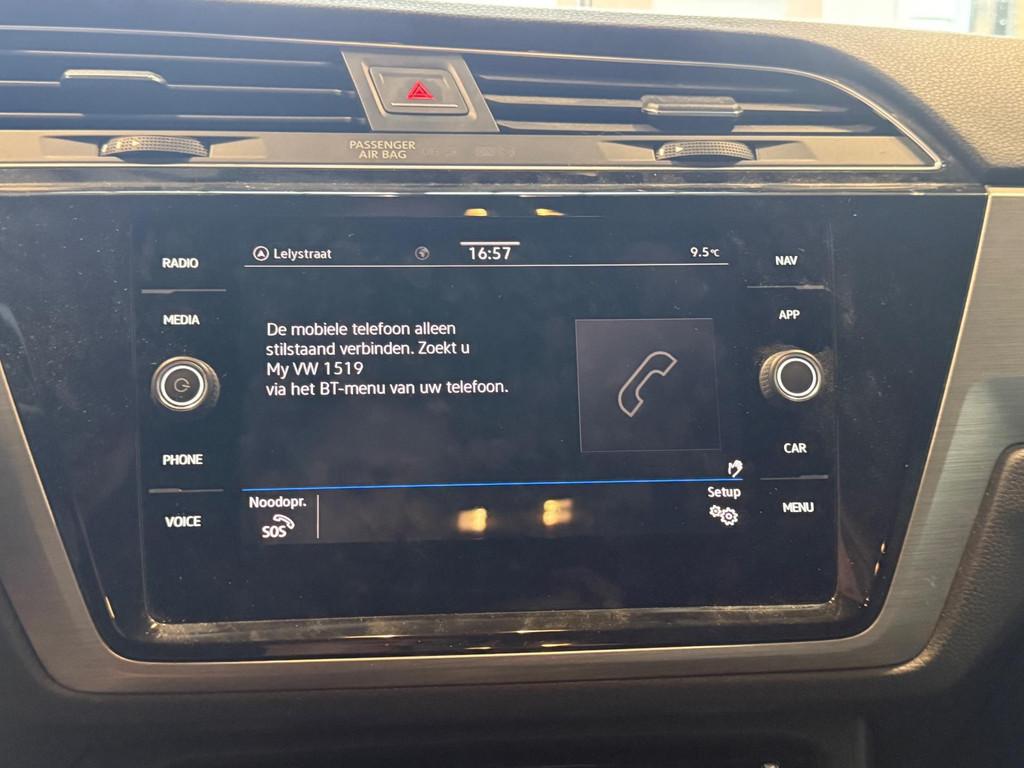 PASSENGER
AIR BAG
RADIO
Lelystraat
16:57
9.5°C
NAV
MEDIA
APP
De mobiele telefoon alleen
stilstaand verbinden. Zoekt u
My VW 1519
via het BT-menu van uw telefoon.
PHONE
CAR
Noodopr.
SOS
Setup
VOICE
MENU